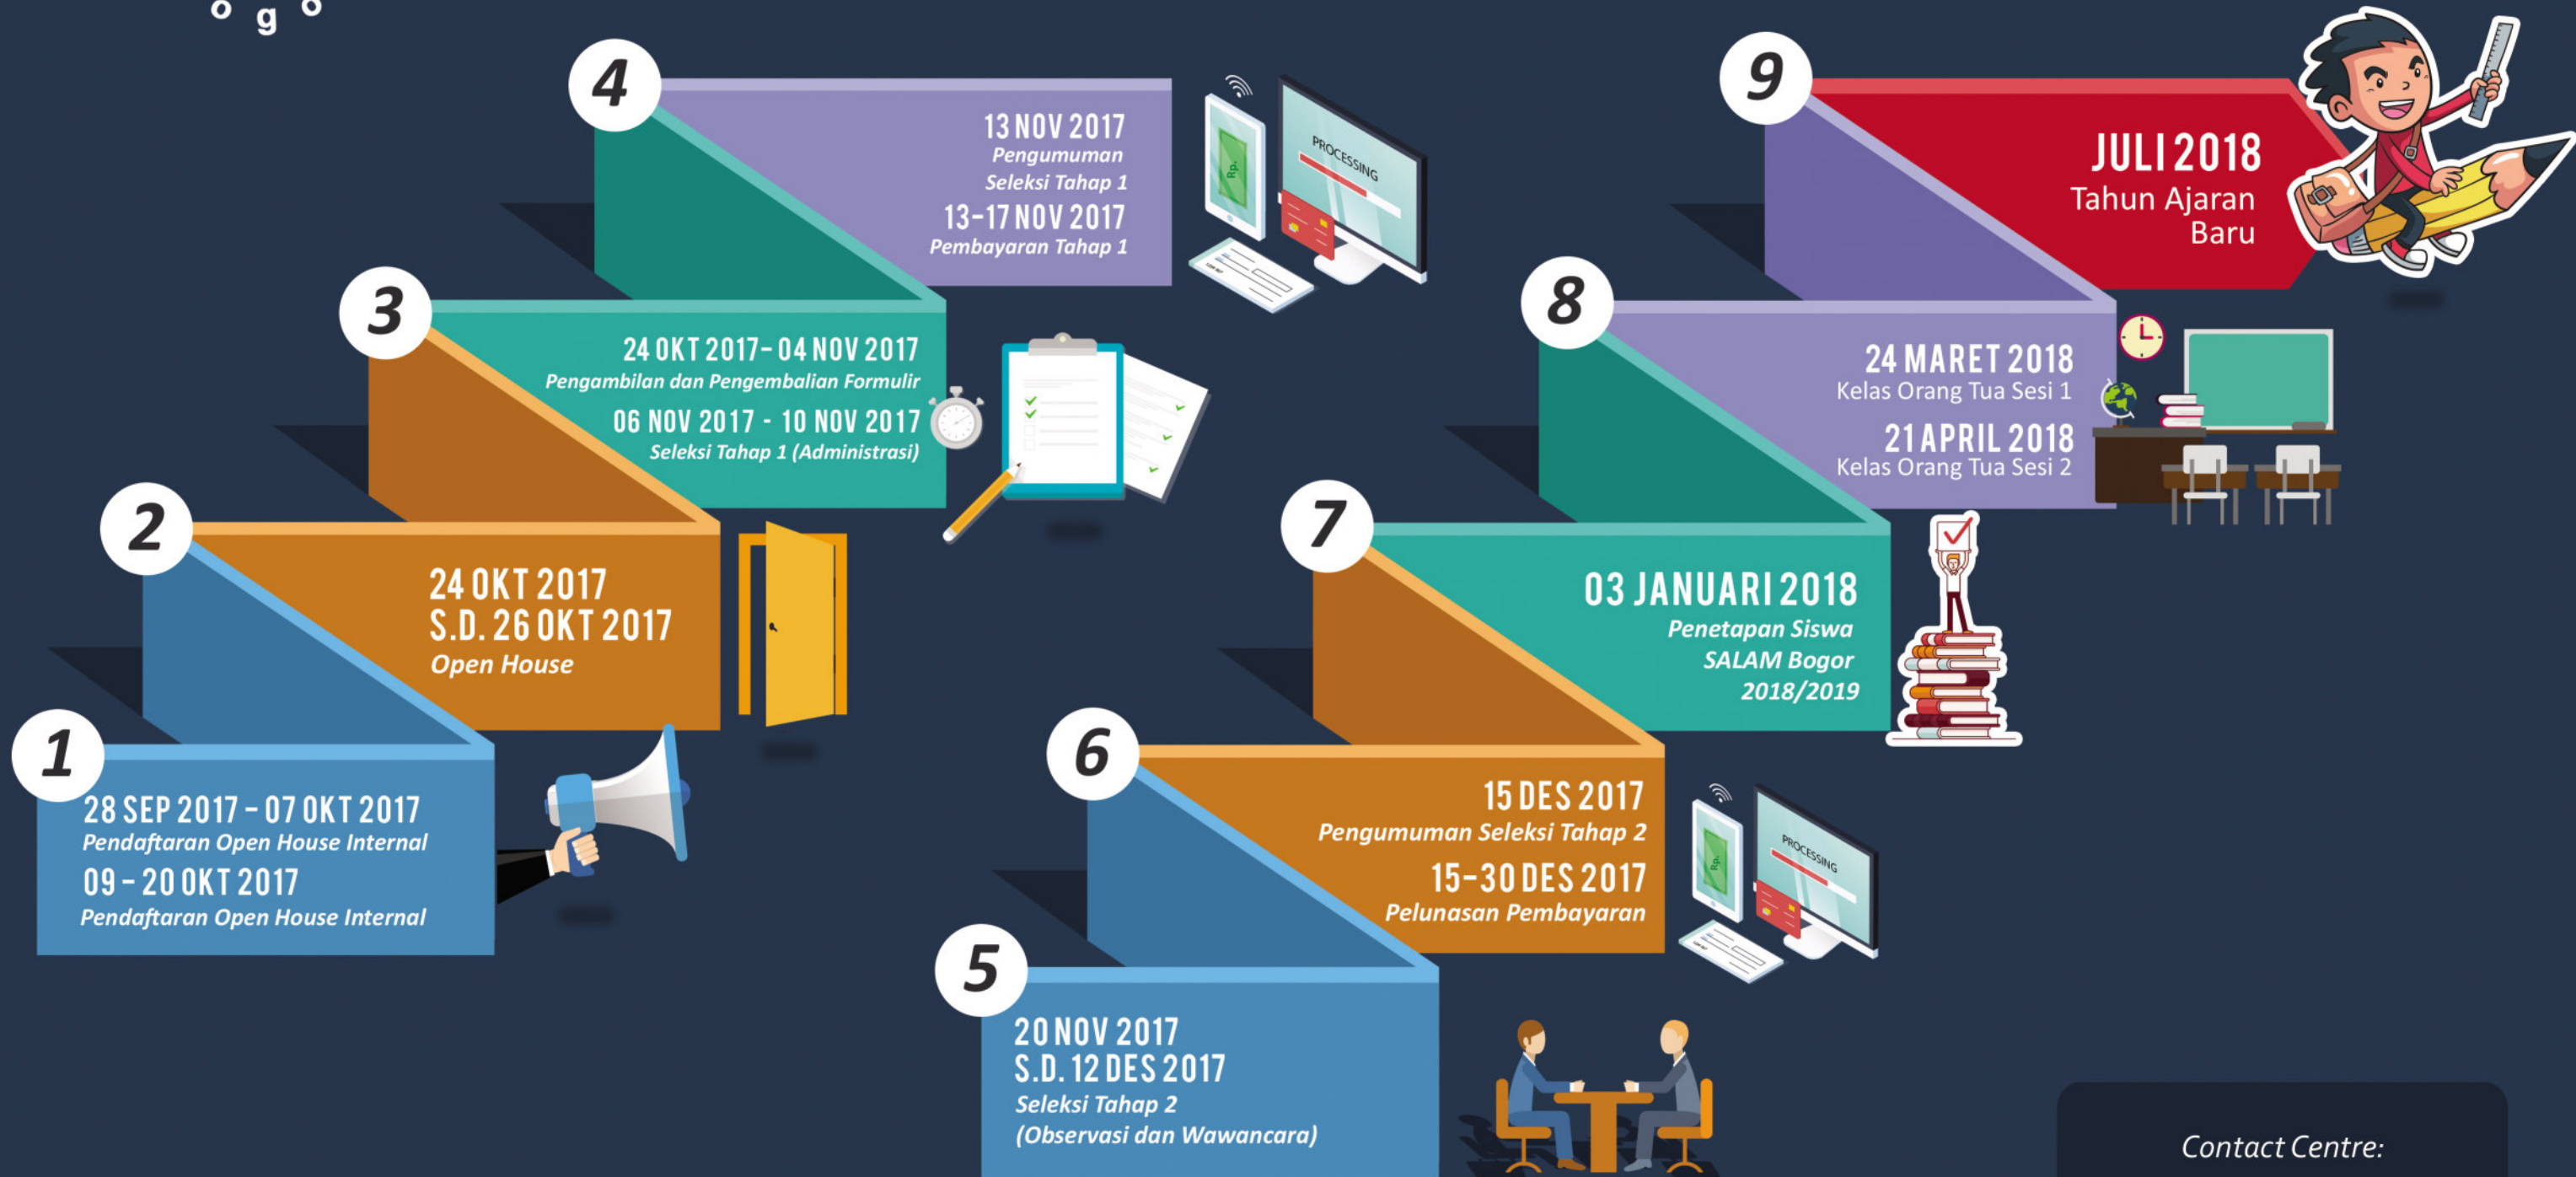 o g o
1
28 SEP 2017 – 07 OKT 2017
Pendaftaran Open House Internal
09 – 20 OKT 2017
Pendaftaran Open House Internal
2
24 OKT 2017
S.D. 26 OKT 2017
Open House
3
24 OKT 2017– 04 NOV 2017
Pengambilan dan Pengembalian Formulir
06 NOV 2017 - 10 NOV 2017
Seleksi Tahap 1 (Administrasi)
4
13 NOV 2017
Pengumuman
Seleksi Tahap 1
13–17 NOV 2017
Pembayaran Tahap 1
Rp.
PROCESSING
5
20 NOV 2017
S.D. 12 DES 2017
Seleksi Tahap 2
(Observasi dan Wawancara)
6
15 DES 2017
Pengumuman Seleksi Tahap 2
15–30 DES 2017
Pelunasan Pembayaran
Rp.
PROCESSING
7
03 JANUARI 2018
Penetapan Siswa
SALAM Bogor
2018/2019
8
24 MARET 2018
Kelas Orang Tua Sesi 1
21 APRIL 2018
Kelas Orang Tua Sesi 2
9
JULI 2018
Tahun Ajaran
Baru
Contact Centre: